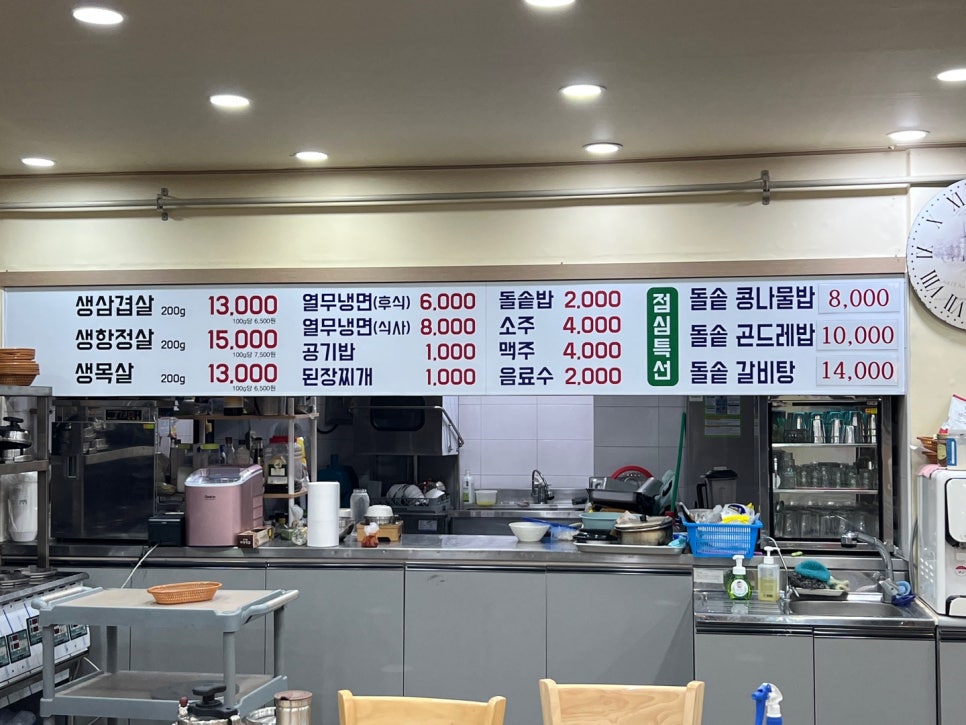 생삼겹살 200g 13,000
100g당 6,500원
생항정살 200g 15,000
100g당 7,500원
생목살 200g 13,000
100g당 6,500원
열무냉면(후식) 6,000
열무냉면(식사) 8,000
공기밥 1,000
된장찌개 1,000
돌솥밥 2,000
소주 4,000
맥주 4,000
음료수 2,000
점심특선
돌솥 콩나물밥 8,000
돌솥 곤드레밥 10,000
돌솥 갈비탕 14,000